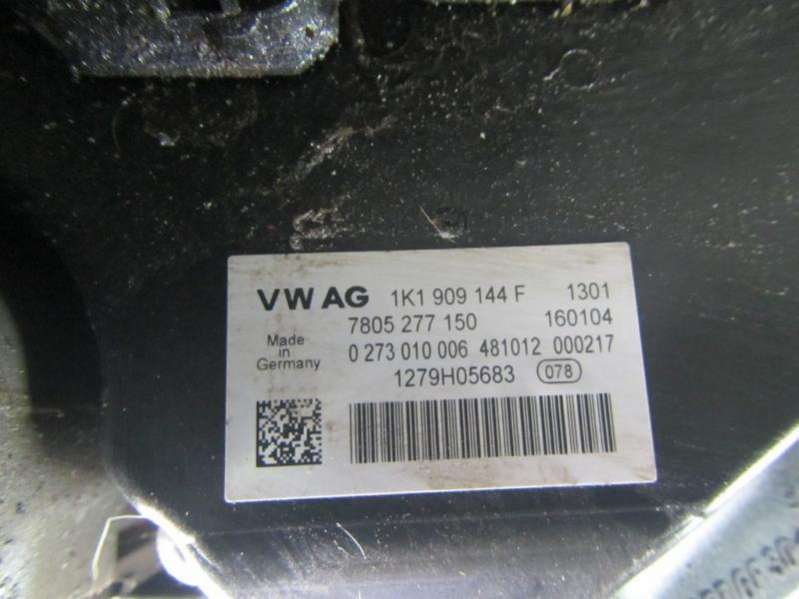 VW AG 1K1 909 144 F 1301
7805 277 150 160104
Made
in
Germany
0 273 010 006 481012 000217
1279H05683 078